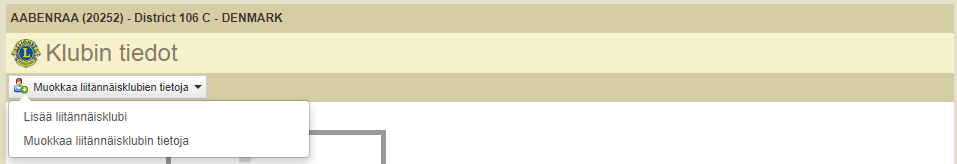 AABENRAA (20252) - District 106 C - DENMARK
Klubin tiedot
Muokkaa liitännäisklubien tietoja
Lisää liitännäisklubi
Muokkaa liitännäisklubin tietoja